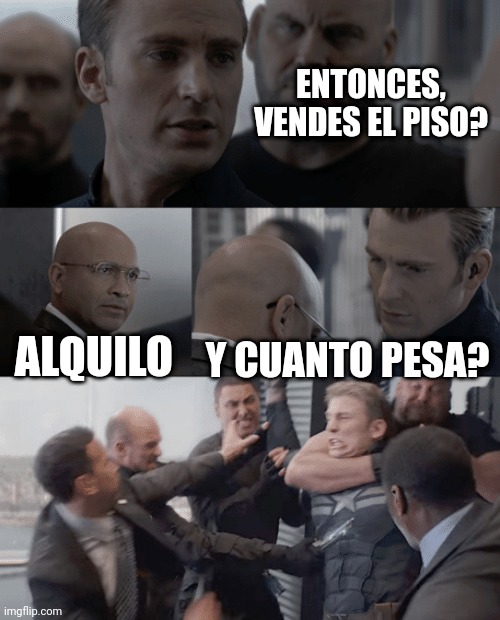 ENTONCES,
VENDES EL PISO?
ALQUILO
Y CUANTO PESA?
imgflip.com